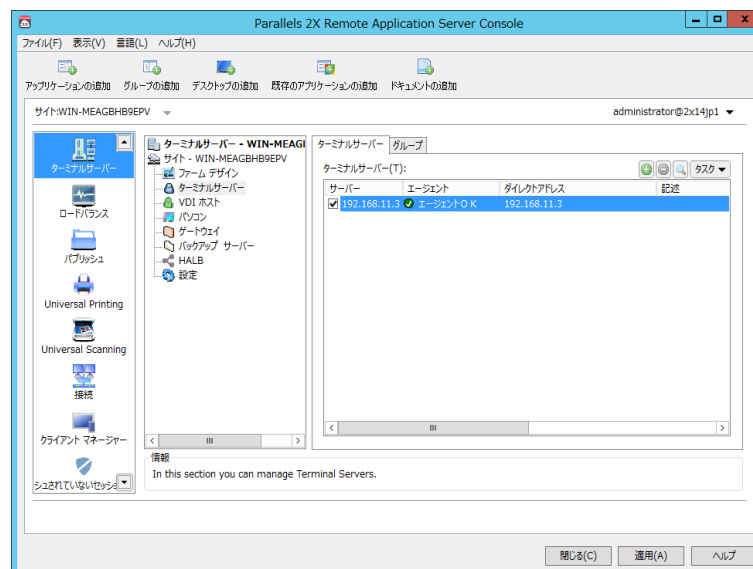 Parallels 2X Remote Application Server Console
ファイル(F) 表示(V) 言語(L) ヘルプ(H)
アップリケーションの追加 グループの追加 デスクトップの追加 既存のアプリケーションの追加 ドキュメントの追加
サイト:WIN-MEAGBHB9EPV
administrator@2x14jp1
ターミナルサーバー
ロードバランス
パブリッシュ
Universal Printing
Universal Scanning
接続
クライアント マネージャー
シュされていないセッショ
ターミナルサーバー - WIN-MEAGI
サイト - WIN-MEAGBHB9EPV
ファーム デザイン
ターミナルサーバー
VDI ホスト
パソコン
ゲートウェイ
バックアップ サーバー
HALB
設定
ターミナルサーバー グループ
ターミナルサーバー(T):
タスク
サーバー エージェント ダイレクトアドレス 記述
192.168.11.3 エージェントO K 192.168.11.3
情報
In this section you can manage Terminal Servers.
閉じる(C) 適用(A) ヘルプ